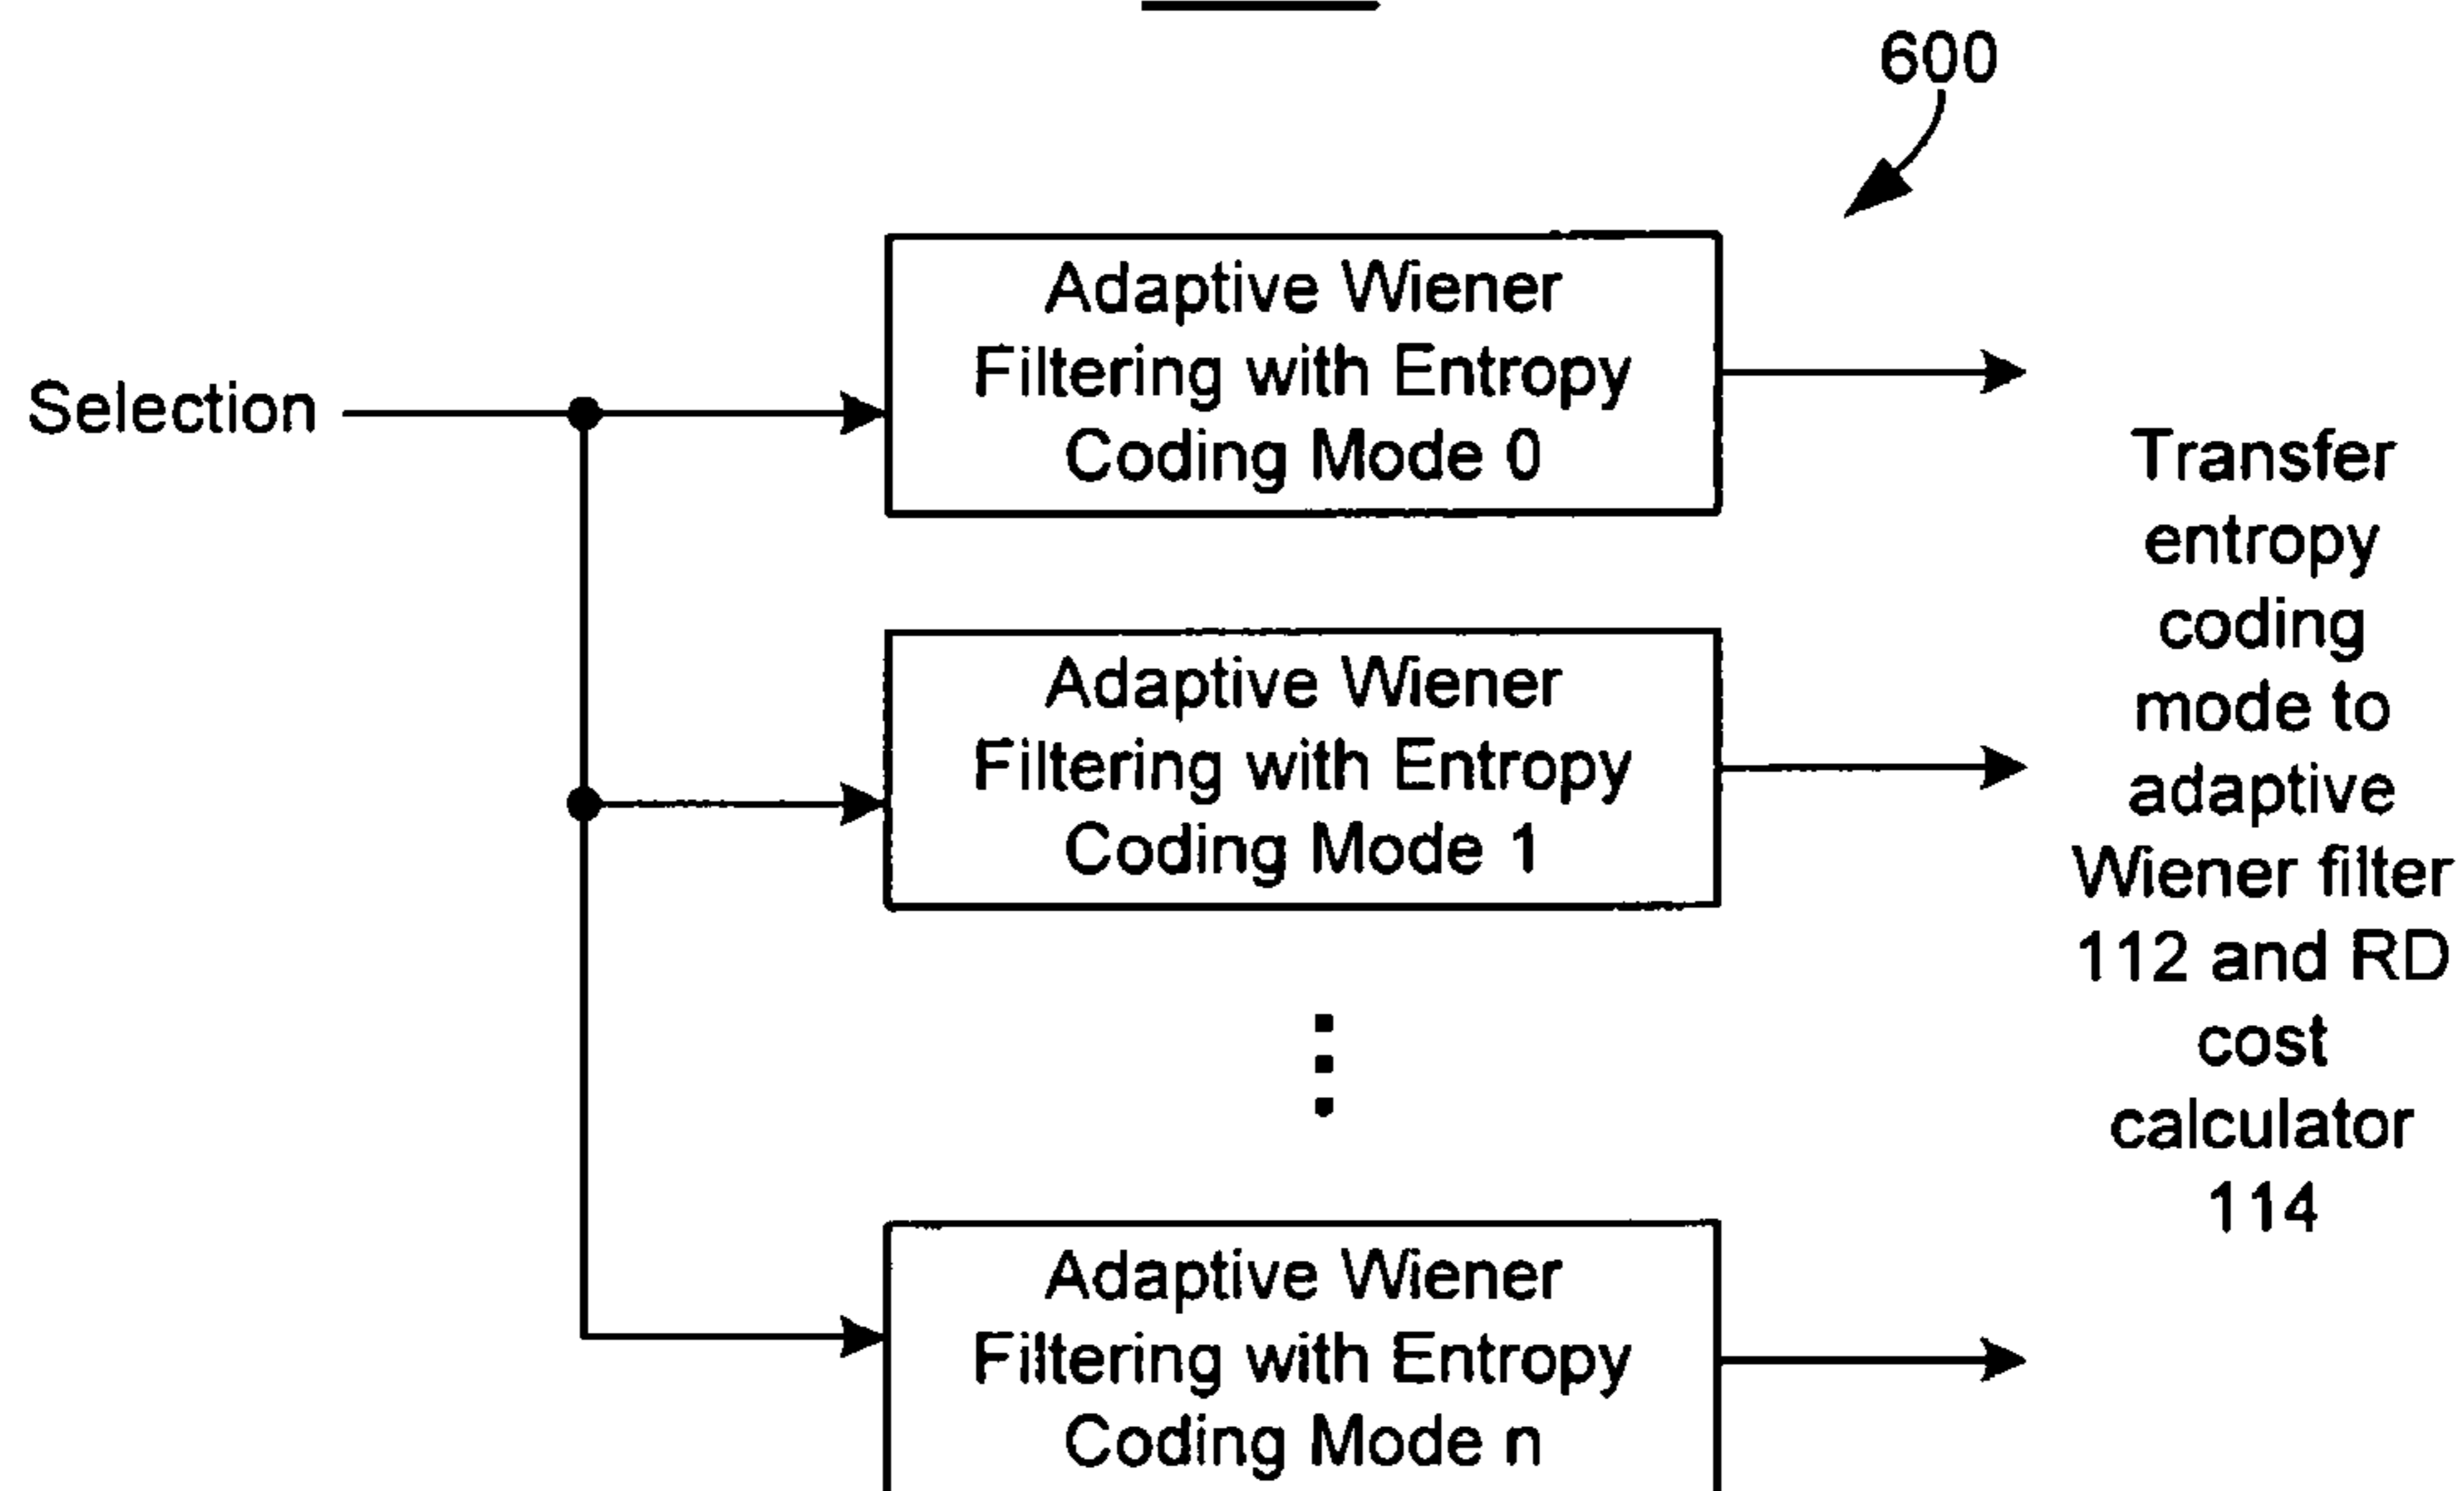 600
Selection
Adaptive Wiener
Filtering with Entropy
Coding Mode 0
Adaptive Wiener
Filtering with Entropy
Coding Mode 1
Adaptive Wiener
Filtering with Entropy
Coding Mode n
Transfer
entropy
coding
mode to
adaptive
Wiener filter
112 and RD
cost
calculator
114